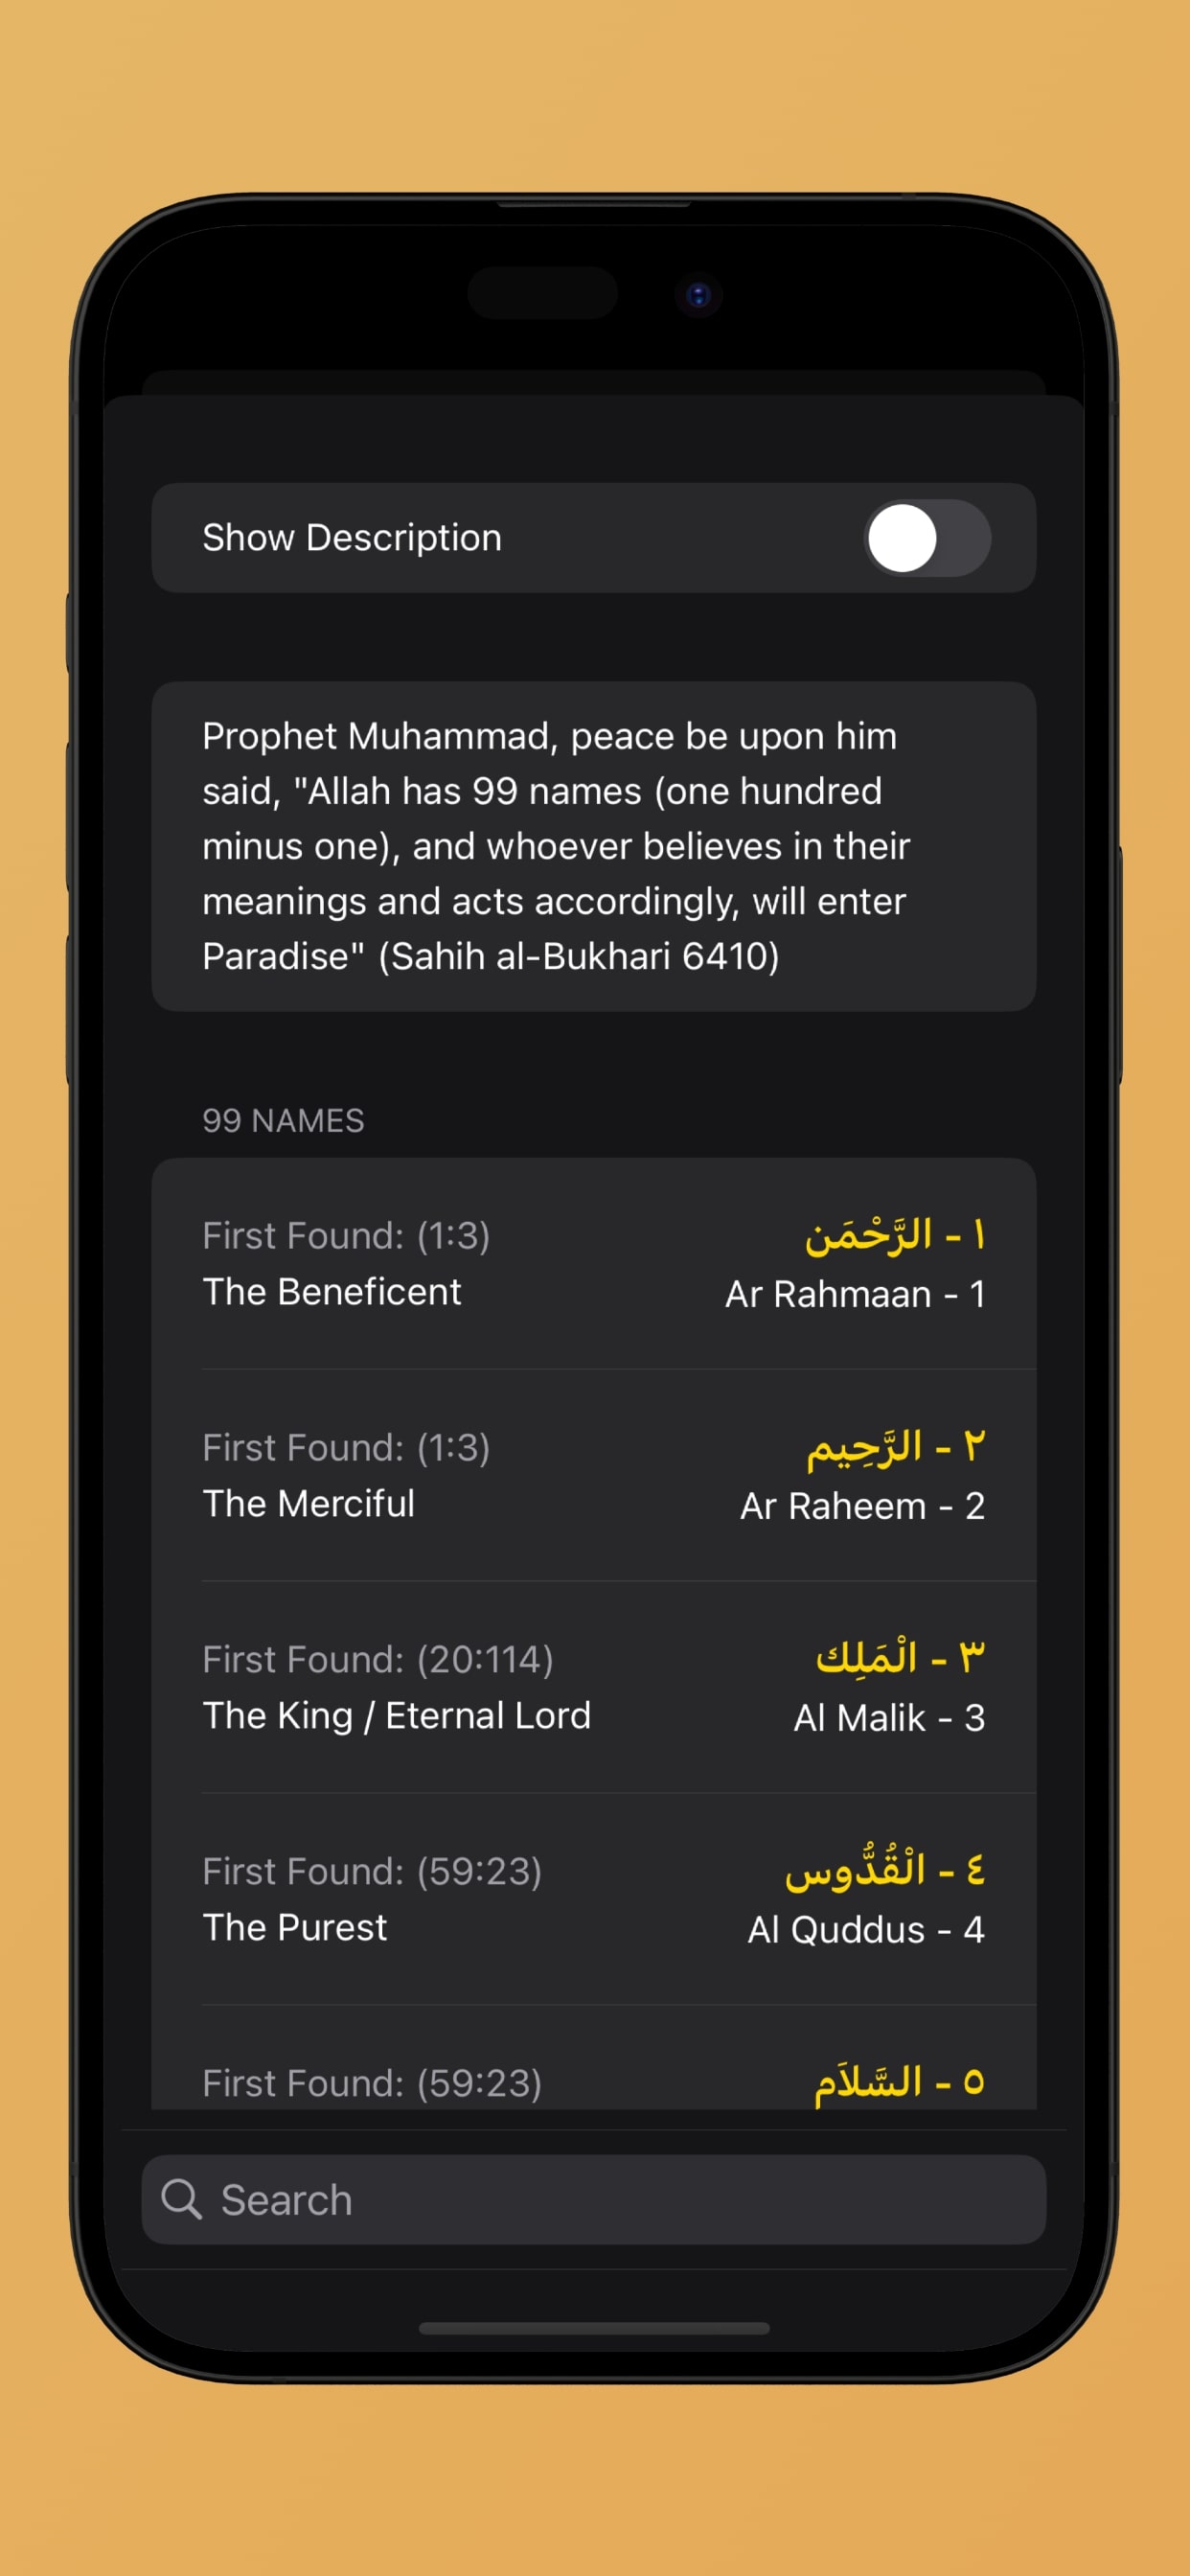 Show Description
Prophet Muhammad, peace be upon him
said, "Allah has 99 names (one hundred
minus one), and whoever believes in their
meanings and acts accordingly, will enter
Paradise" (Sahih al-Bukhari 6410)
99 NAMES
First Found: (1:3)
١ - الرَّحْمَن
The Beneficent
Ar Rahmaan - 1
First Found: (1:3)
٢ - الرَّحِيم
The Merciful
Ar Raheem - 2
First Found: (20:114)
٣ - الْمَلِك
The King / Eternal Lord
Al Malik - 3
First Found: (59:23)
٤ - الْقُدُّوس
The Purest
Al Quddus - 4
First Found: (59:23)
٥ - السَّلاَم
Search